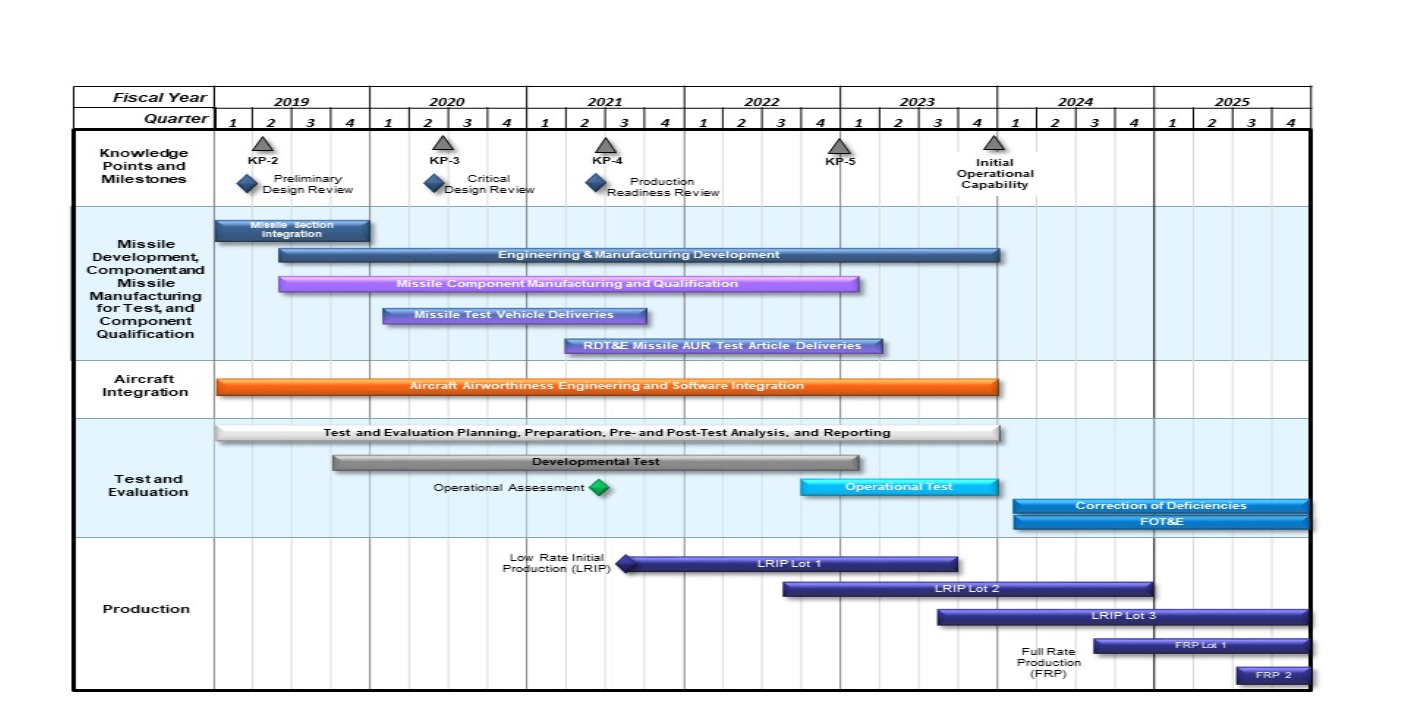 Fiscal Year 2019 2020 2021 2022 2023 2024 2025
Quarter 1 2 3 4 1 2 3 4 1 2 3 4 1 2 3 4 1 2 3 4 1 2 3 4 1 2 3 4
Knowledge
Points and
Milestones
KP-2
KP-3
KP-4
KP-5
Initial
Operational
Capability
Preliminary
Design Review
Critical
Design Review
Production
Readiness Review
Missile
Development,
Component and
Missile
Manufacturing
for Test, and
Component
Qualification
Missile Section
Integration
Engineering & Manufacturing Development
Missile Component Manufacturing and Qualification
Missile Test Vehicle Deliveries
RDT&E Missile AUR Test Article Deliveries
Aircraft
Integration
Aircraft Airworthiness Engineering and Software Integration
Test and
Evaluation
Test and Evaluation Planning, Preparation, Pre- and Post-Test Analysis, and Reporting
Developmental Test
Operational Assessment
Operational Test
Correction of Deficiencies
FOT&E
Production
Low Rate Initial
Production (LRIP)
LRIP Lot 1
LRIP Lot 2
LRIP Lot 3
Full Rate
Production
(FRP)
FRP Lot 1
FRP 2